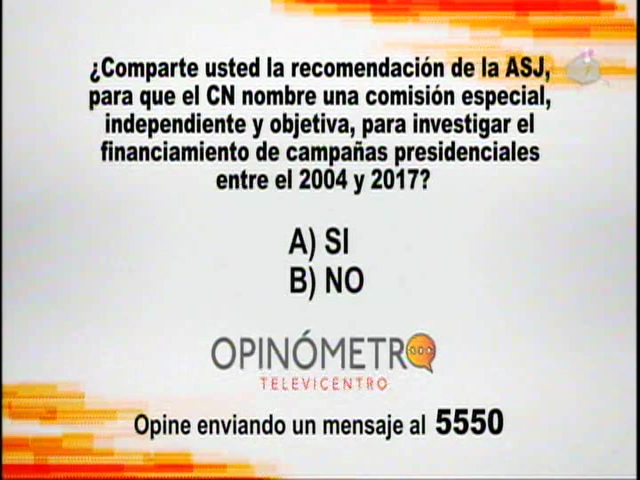 ¿Comparte usted la recomendación de la ASJ,
para que el CN nombre una comisión especial,
independiente y objetiva, para investigar el
financiamiento de campañas presidenciales
entre el 2004 y 2017?
A) SI
B) NO
OPINÓMETRO
TELEVICENTRO
Opine enviando un mensaje al 5550